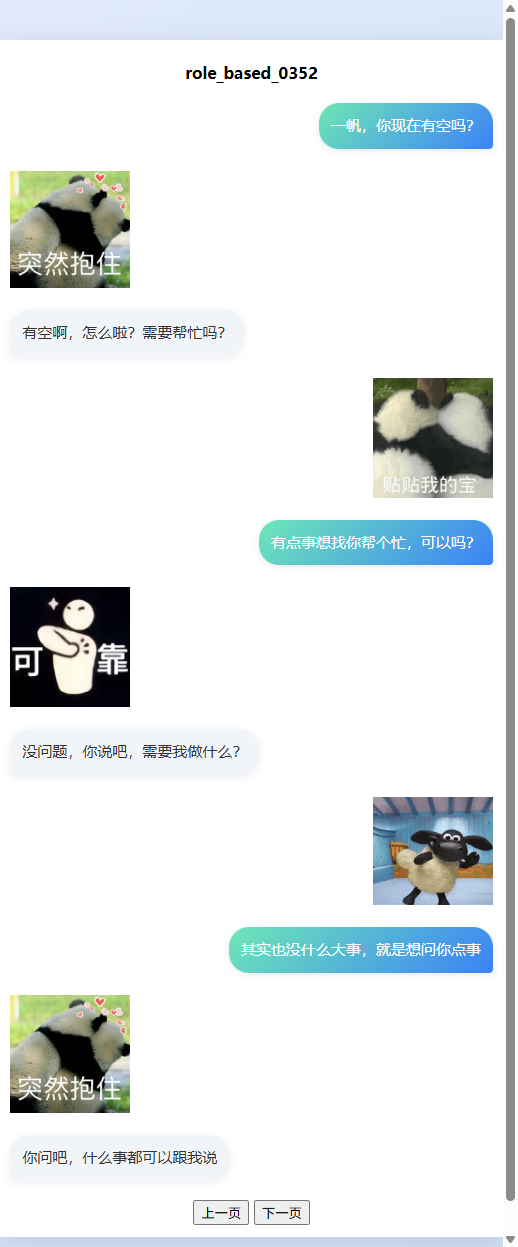 role_based_0352
一帆，你现在有空吗？
突然抱住
有空啊，怎么啦？需要帮忙吗？
贴贴我的宝
有点事想找你帮个忙，可以吗？
可靠
没问题，你说吧，需要我做什么？
其实也没什么大事，就是想问你点事
突然抱住
你问吧，什么事都可以跟我说
上一页 下一页